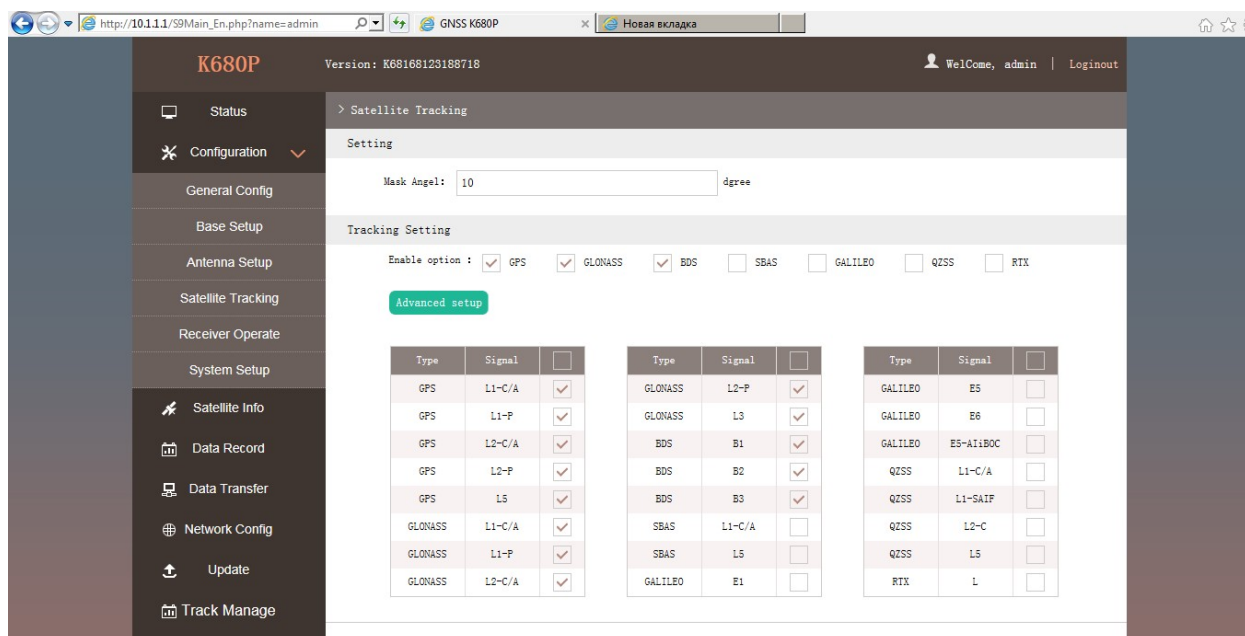 http://10.1.1.1/S9Main_En.php?name=admin
GNSS K680P
Новая вкладка
K680P
Version: K68168123188718
WelCome, admin | Loginout
Status
Configuration
General Config
Base Setup
Antenna Setup
Satellite Tracking
Receiver Operate
System Setup
Satellite Info
Data Record
Data Transfer
Network Config
Update
Track Manage
> Satellite Tracking
Setting
Mask Angel: 10 dgree
Tracking Setting
Enable option : GPS GLONASS BDS SBAS GALILEO QZSS RTX
Advanced setup
Type Signal
GPS L1-C/A
GPS L1-P
GPS L2-C/A
GPS L2-P
GPS L5
GLONASS L1-C/A
GLONASS L1-P
GLONASS L2-C/A
Type Signal
GLONASS L2-P
GLONASS L3
BDS B1
BDS B2
BDS B3
SBAS L1-C/A
SBAS L5
GALILEO E1
Type Signal
GALILEO E5
GALILEO E6
GALILEO E5-AIiBOC
QZSS L1-C/A
QZSS L1-SAIF
QZSS L2-C
QZSS L5
RTX L